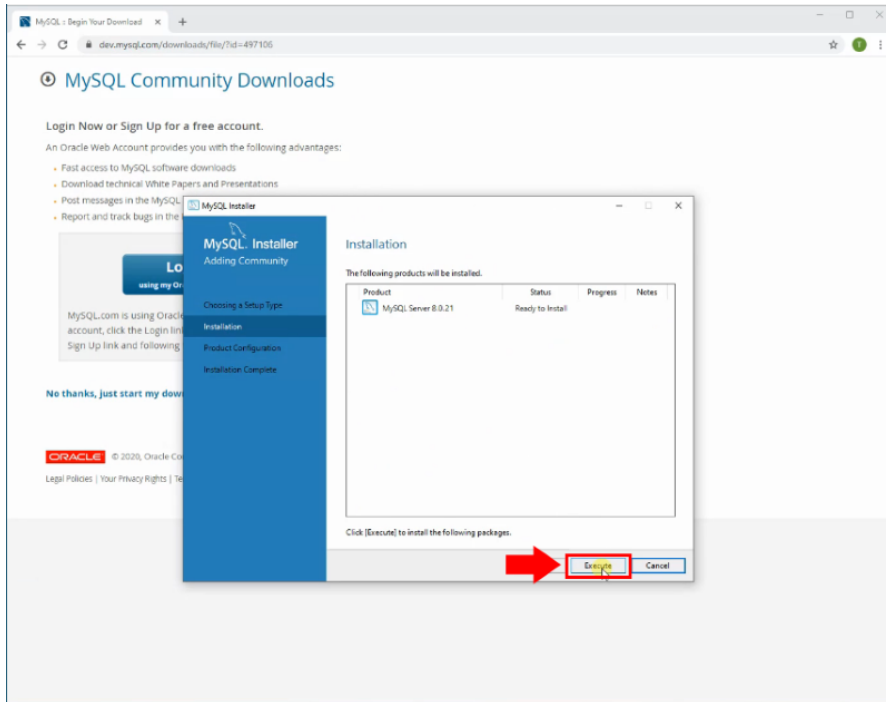 MySQL :: Begin Your Download
dev.mysql.com/downloads/file/?id=497106
T
MySQL Community Downloads
Login Now or Sign Up for a free account.
An Oracle Web Account provides you with the following advantages:
Fast access to MySQL software downloads
Download technical White Papers and Presentations
Post messages in the MySQL
Report and track bugs in the
Lo
using my Or
MySQL.com is using Oracle
account, click the Login lin
Sign Up link and following
No thanks, just start my down
ORACLE © 2020, Oracle Co
Legal Policies | Your Privacy Rights | Te
MySQL Installer
MySQL. Installer
Adding Community
Choosing a Setup Type
Installation
Product Configuration
Installation Complete
Installation
The following products will be installed.
Product Status Progress Notes
MySQL Server 8.0.21 Ready to Install
Click [Execute] to install the following packages.
Execute Cancel